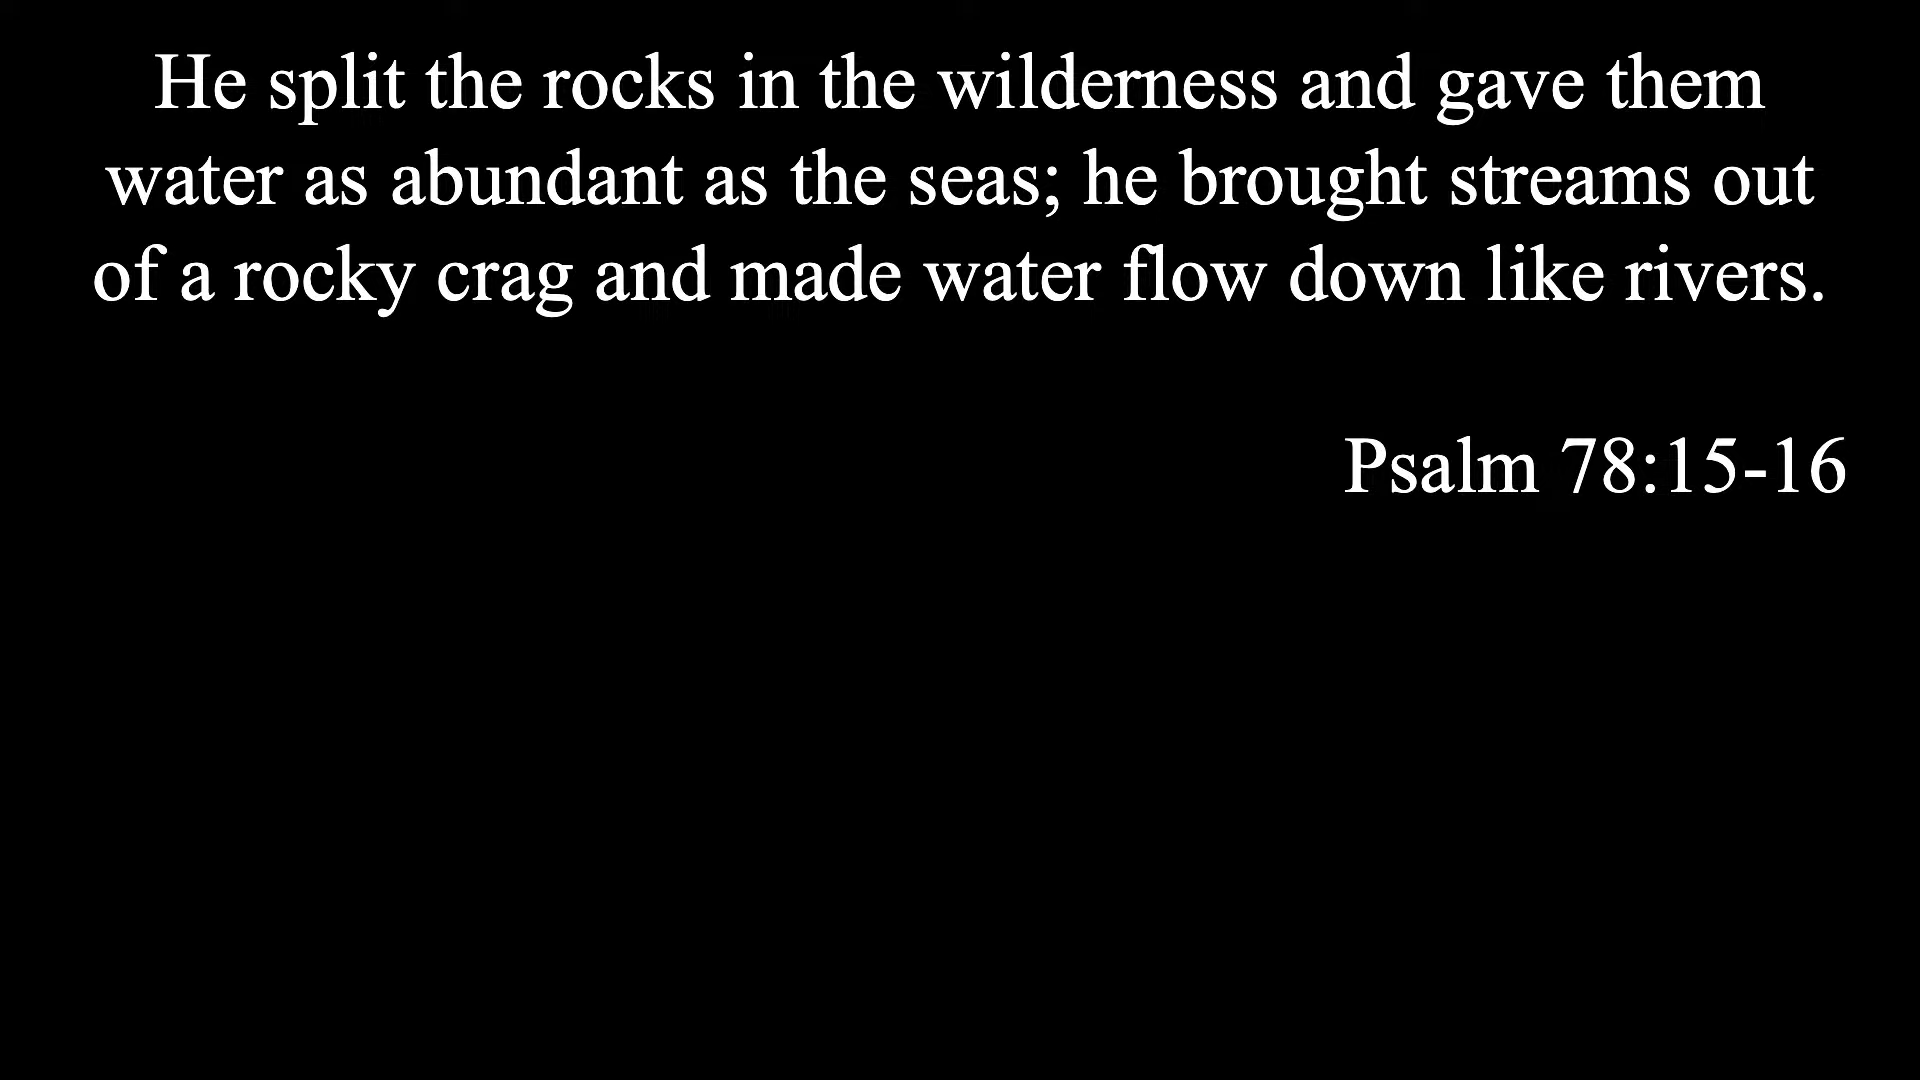 He split the rocks in the wilderness and gave them
water as abundant as the seas; he brought streams out
of a rocky crag and made water flow down like rivers.
Psalm 78:15-16